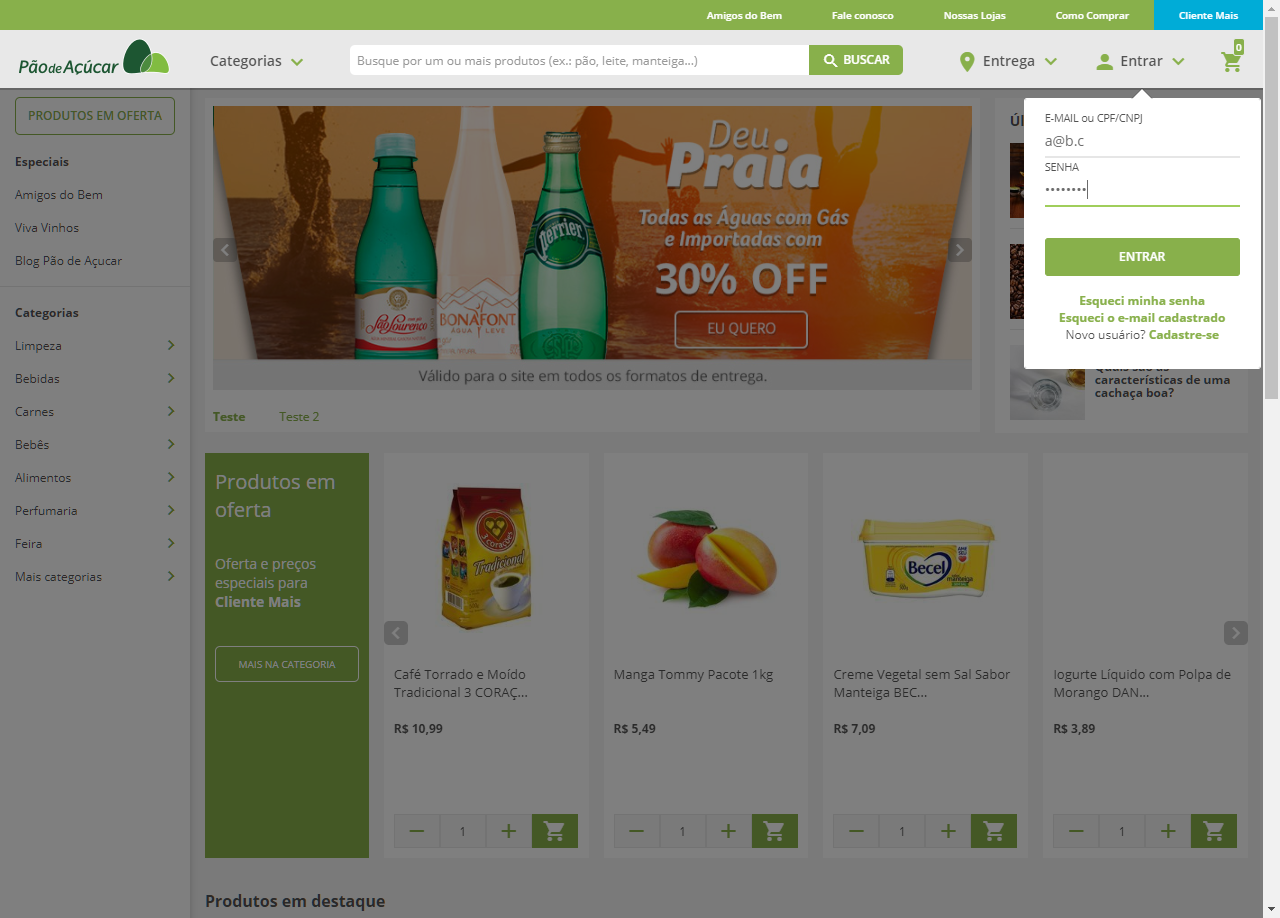 Amigos do Bem
Fale conosco
Nossas Lojas
Como Comprar
Cliente Mais
Pão de Açúcar
Categorias
Busque por um ou mais produtos (ex.: pão, leite, manteiga...)
BUSCAR
Entrega
Entrar
0
PRODUTOS EM OFERTA
Especiais
Amigos do Bem
Viva Vinhos
Blog Pão de Açucar
Categorias
Limpeza
Bebidas
Carnes
Bebês
Alimentos
Perfumaria
Feira
Mais categorias
Deu
Praia
Todas as Águas com Gás
e Importadas com
30% OFF
EU QUERO
São Lourenço
BONAFONT
AGUA LEVE
perrier
Válido para o site em todos os formatos de entrega.
Teste
Teste 2
E-MAIL ou CPF/CNPJ
a@b.c
SENHA
••••••••
ENTRAR
Esqueci minha senha
Esqueci o e-mail cadastrado
Novo usuário? Cadastre-se
características de uma
cachaça boa?
Produtos em
oferta
Oferta e preços
especiais para
Cliente Mais
MAIS NA CATEGORIA
3 corações
Tradicional
Café Torrado e Moído
Tradicional 3 CORAÇ...
R$ 10,99
1
Manga Tommy Pacote 1kg
R$ 5,49
1
Becel
Creme Vegetal sem Sal Sabor
Manteiga BEC...
R$ 7,09
1
Iogurte Líquido com Polpa de
Morango DAN...
R$ 3,89
1
Produtos em destaque